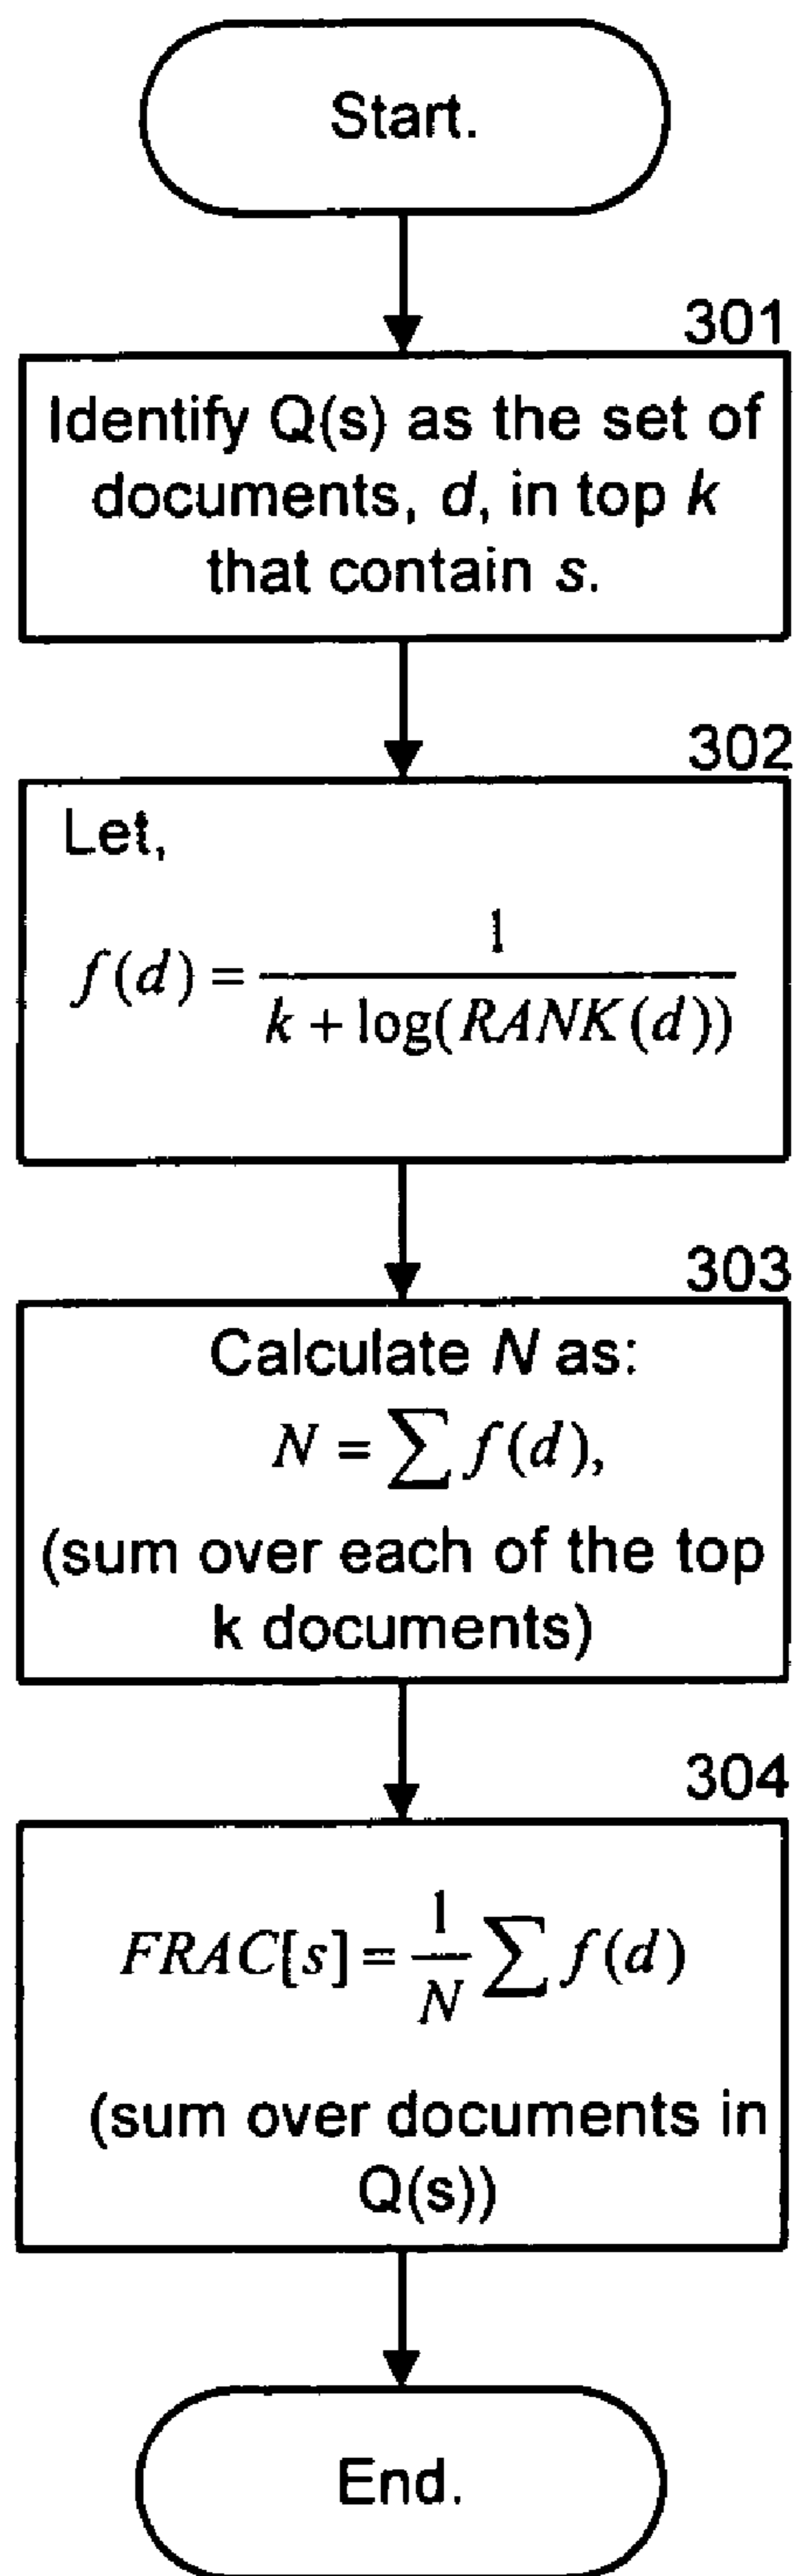 Start.
301
Identify Q(s) as the set of
documents, d, in top k
that contain s.
302
Let,
f(d) = 1 / (k + log(RANK(d)))
303
Calculate N as:
N = ∑ f(d),
(sum over each of the top
k documents)
304
FRAC[s] = 1/N ∑ f(d)
(sum over documents in
Q(s))
End.